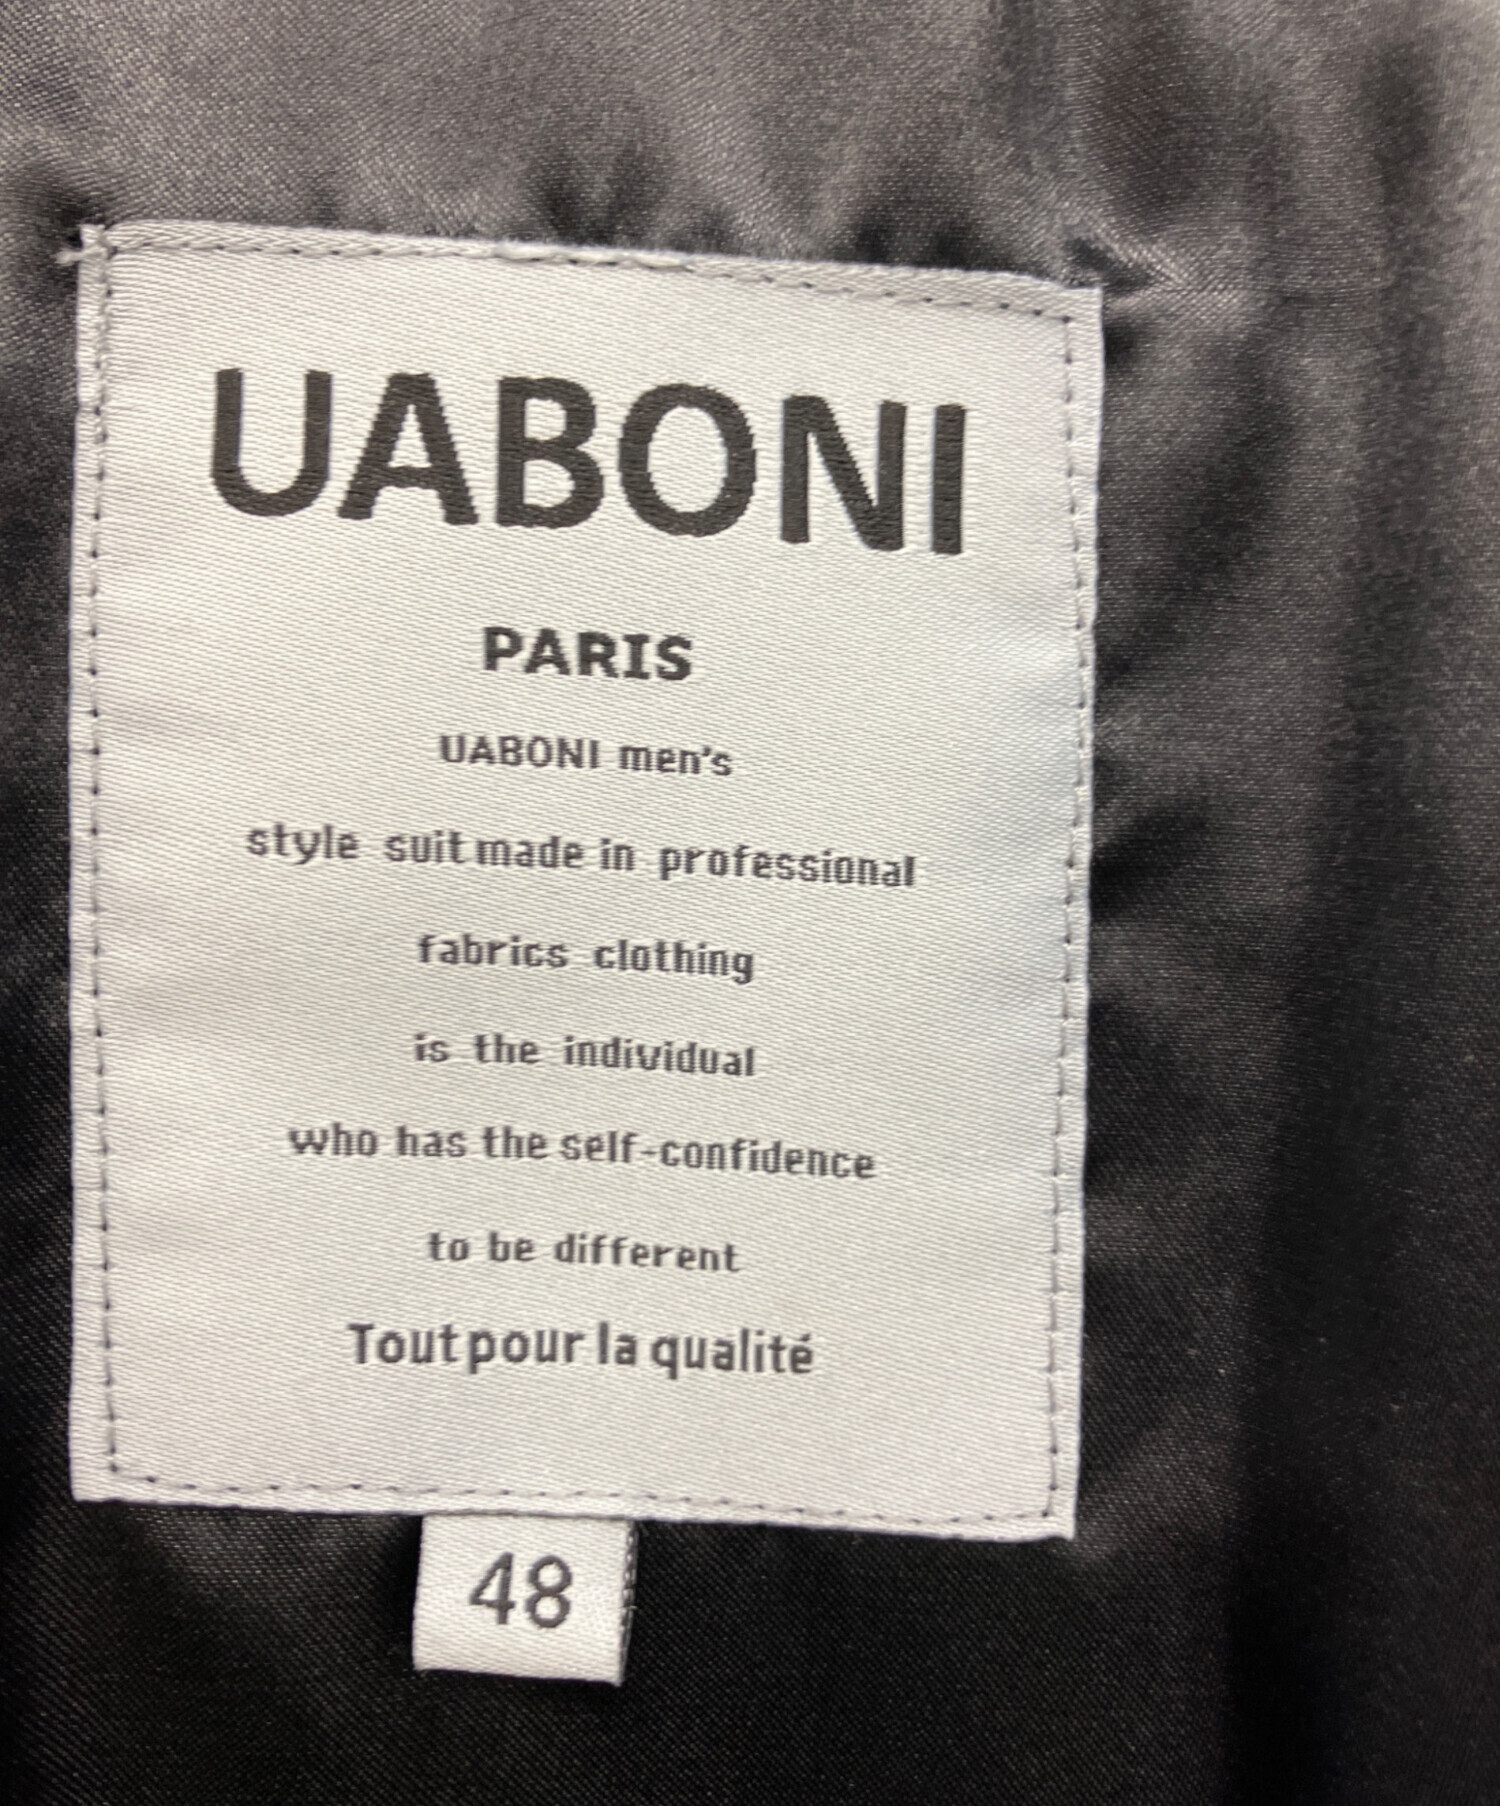 UABONI
PARIS
UABONI men's
style suit made in professional
fabrics clothing
is the individual
who has the self-confidence
to be different
Tout pour la qualité
48